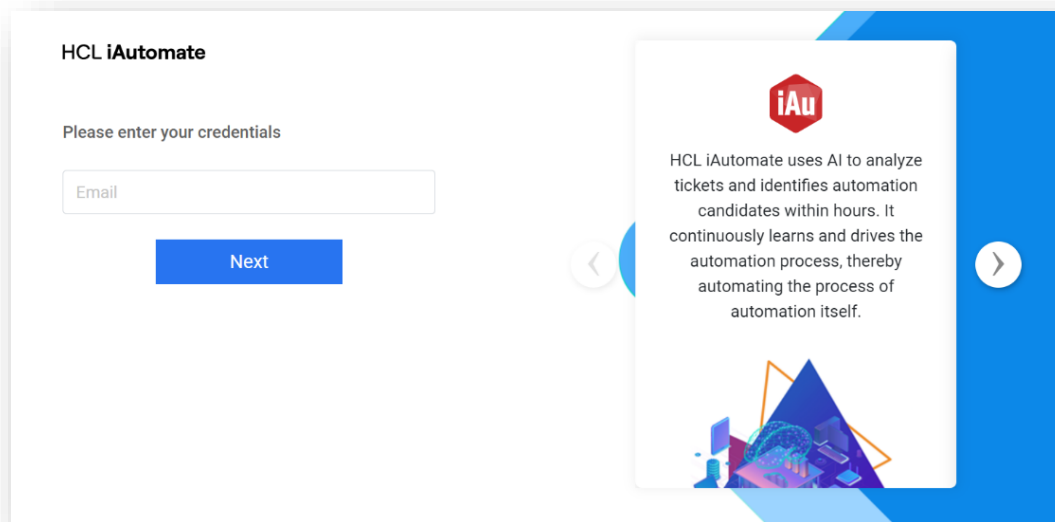 HCL iAutomate
Please enter your credentials
Email
Next
iAu
HCL iAutomate uses AI to analyze
tickets and identifies automation
candidates within hours. It
continuously learns and drives the
automation process, thereby
automating the process of
automation itself.